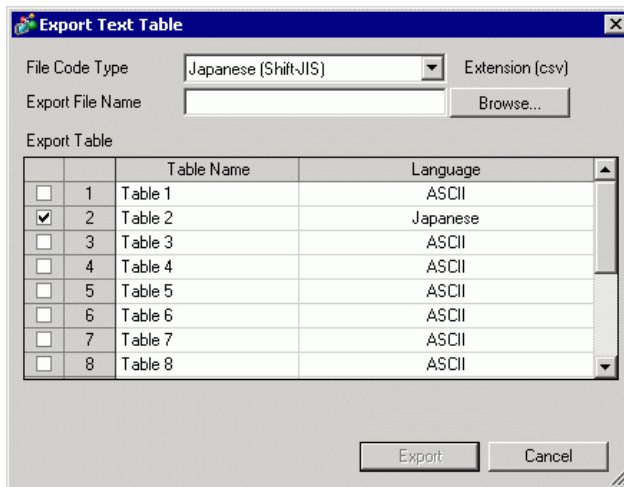 Export Text Table
File Code Type Japanese (Shift-JIS) Extension (csv)
Export File Name Browse...
Export Table
Table Name Language
1 Table 1 ASCII
2 Table 2 Japanese
3 Table 3 ASCII
4 Table 4 ASCII
5 Table 5 ASCII
6 Table 6 ASCII
7 Table 7 ASCII
8 Table 8 ASCII
Export Cancel